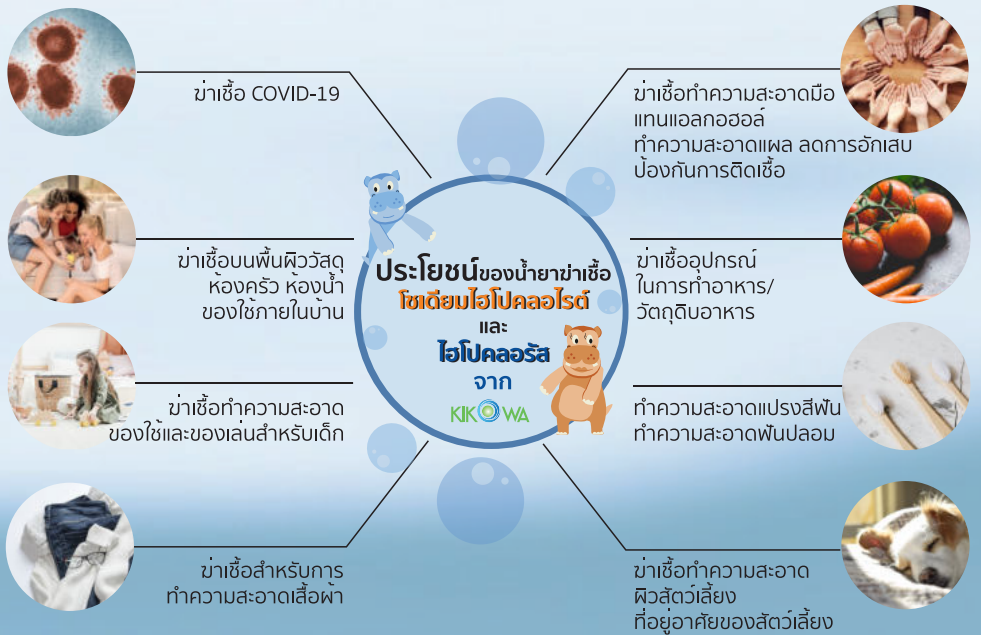 ฆ่าเชื้อ COVID-19
ฆ่าเชื้อบนพื้นผิววัสดุ
ห้องครัว ห้องน้ำ
ของใช้ภายในบ้าน
ฆ่าเชื้อทำความสะอาด
ของใช้และของเล่นสำหรับเด็ก
ฆ่าเชื้อสำหรับการ
ทำความสะอาดเสื้อผ้า
ประโยชน์ของน้ำยาฆ่าเชื้อ
โซเดียมไฮโปคลอไรต์
และ
ไฮโปคลอรัส
จาก
KIKOWA
ฆ่าเชื้อทำความสะอาดมือ
แทนแอลกอฮอล์
ทำความสะอาดแผล ลดการอักเสบ
ป้องกันการติดเชื้อ
ฆ่าเชื้ออุปกรณ์
ในการทำอาหาร/
วัตถุดิบอาหาร
ทำความสะอาดแปรงสีฟัน
ทำความสะอาดฟันปลอม
ฆ่าเชื้อทำความสะอาด
ผิวสัตว์เลี้ยง
ที่อยู่อาศัยของสัตว์เลี้ยง